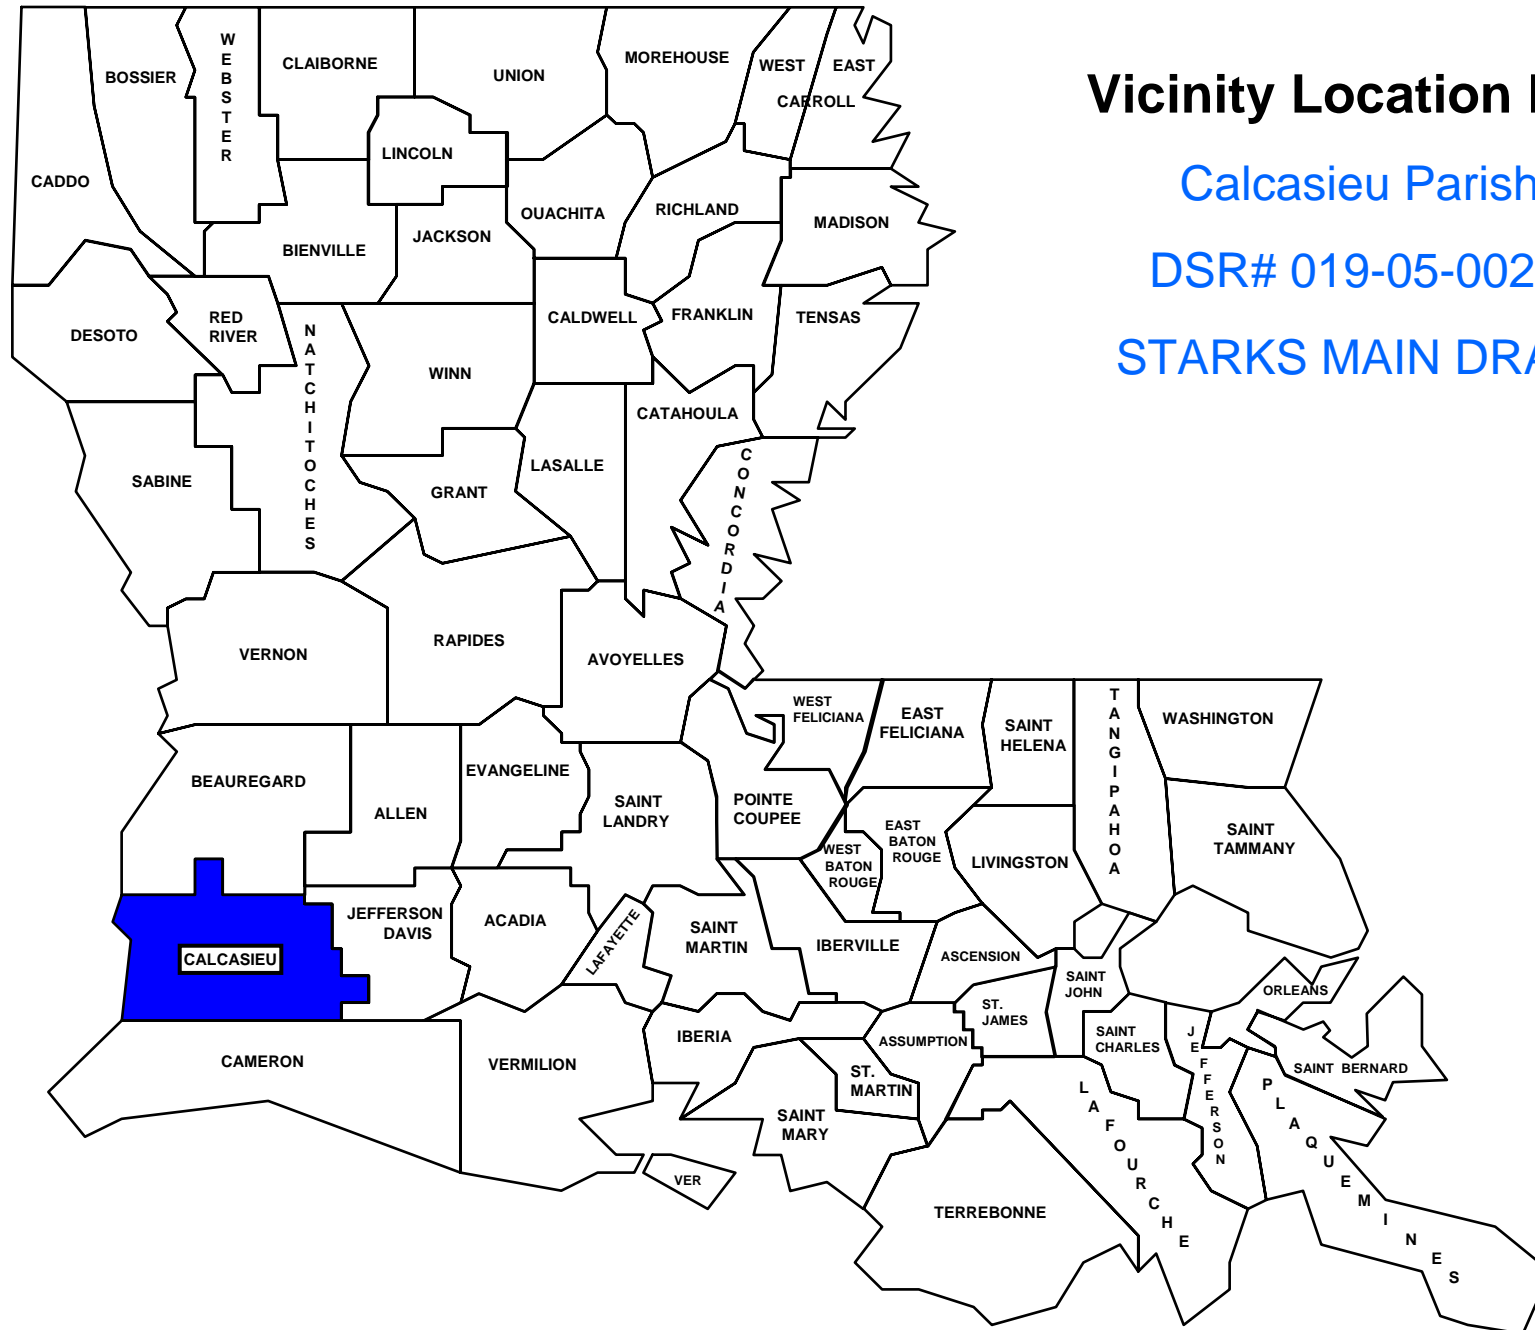 Vicinity Location
Calcasieu Parish
DSR# 019-05-002
STARKS MAIN
WEBSTER
BOSSIER
CLAIBORNE
UNION
MOREHOUSE
WEST EAST
CARROLL
CADDO
LINCOLN
OUACHITA
RICHLAND
MADISON
BIENVILLE
JACKSON
DESOTO
RED
RIVER
NATCHITOCHES
CALDWELL
FRANKLIN
TENSAS
WINN
CATAHOULA
SABINE
GRANT
LASALLE
CONCORDIA
VERNON
RAPIDES
AVOYELLES
WEST
FELICIANA
EAST
FELICIANA
SAINT
HELENA
TANGIPAHOA
WASHINGTON
BEAUREGARD
ALLEN
EVANGELINE
SAINT
LANDRY
POINTE
COUPEE
WEST
BATON
ROUGE
EAST
BATON
ROUGE
LIVINGSTON
SAINT
TAMMANY
CALCASIEU
JEFFERSON
DAVIS
ACADIA
LAFAYETTE
SAINT
MARTIN
IBERVILLE
ASCENSION
SAINT
JOHN
ORLEANS
CAMERON
VERMILION
IBERIA
ASSUMPTION
ST.
JAMES
SAINT
CHARLES
JEFFERSON
SAINT BERNARD
ST.
MARTIN
SAINT
MARY
VER
TERREBONNE
LAFOURCHE
PLAQUEMINES